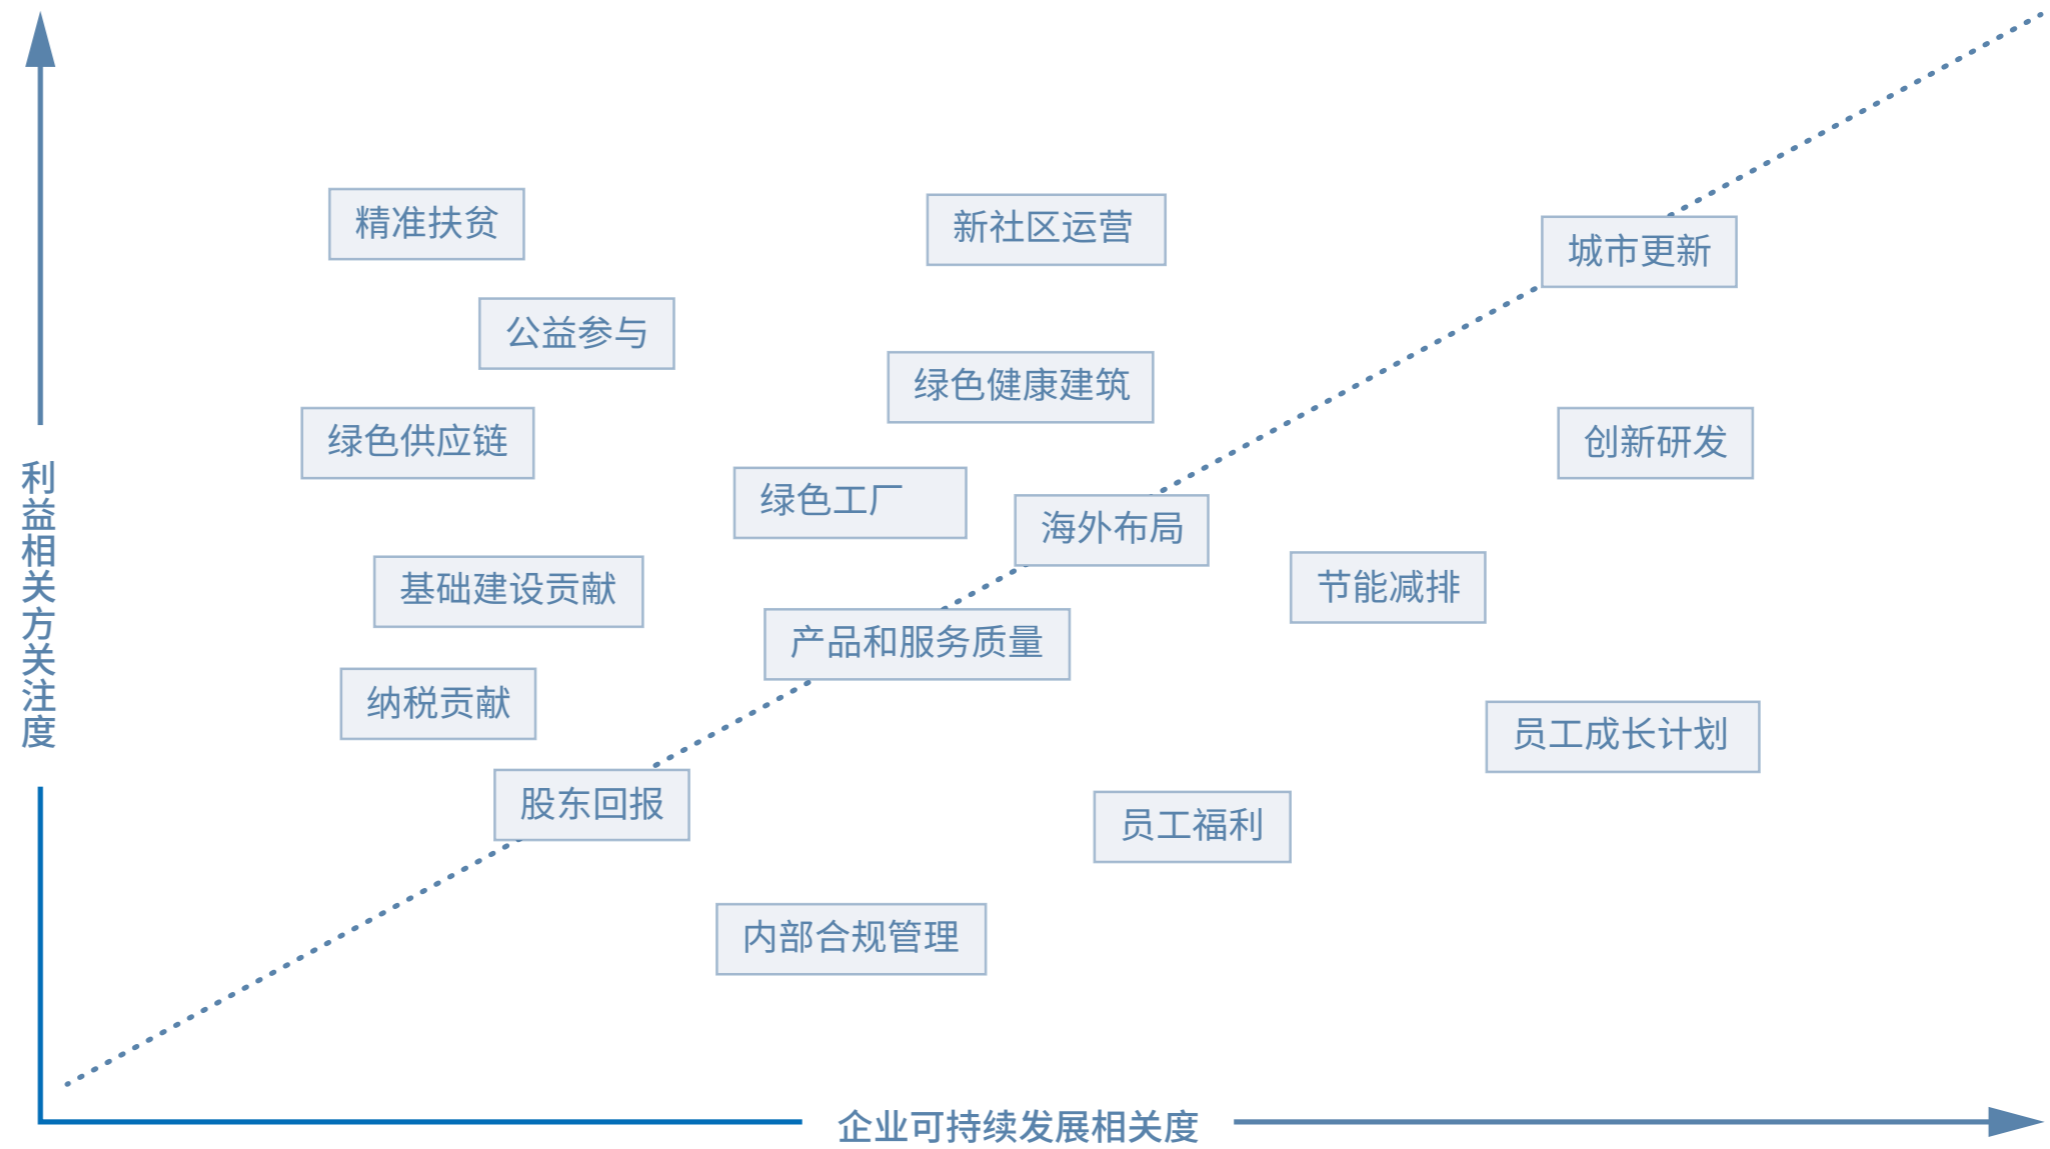 精准扶贫
新社区运营
城市更新
公益参与
绿色健康建筑
绿色供应链
创新研发
绿色工厂
海外布局
利益相关方关注度
基础建设贡献
节能减排
产品和服务质量
纳税贡献
员工成长计划
股东回报
员工福利
内部合规管理
企业可持续发展相关度